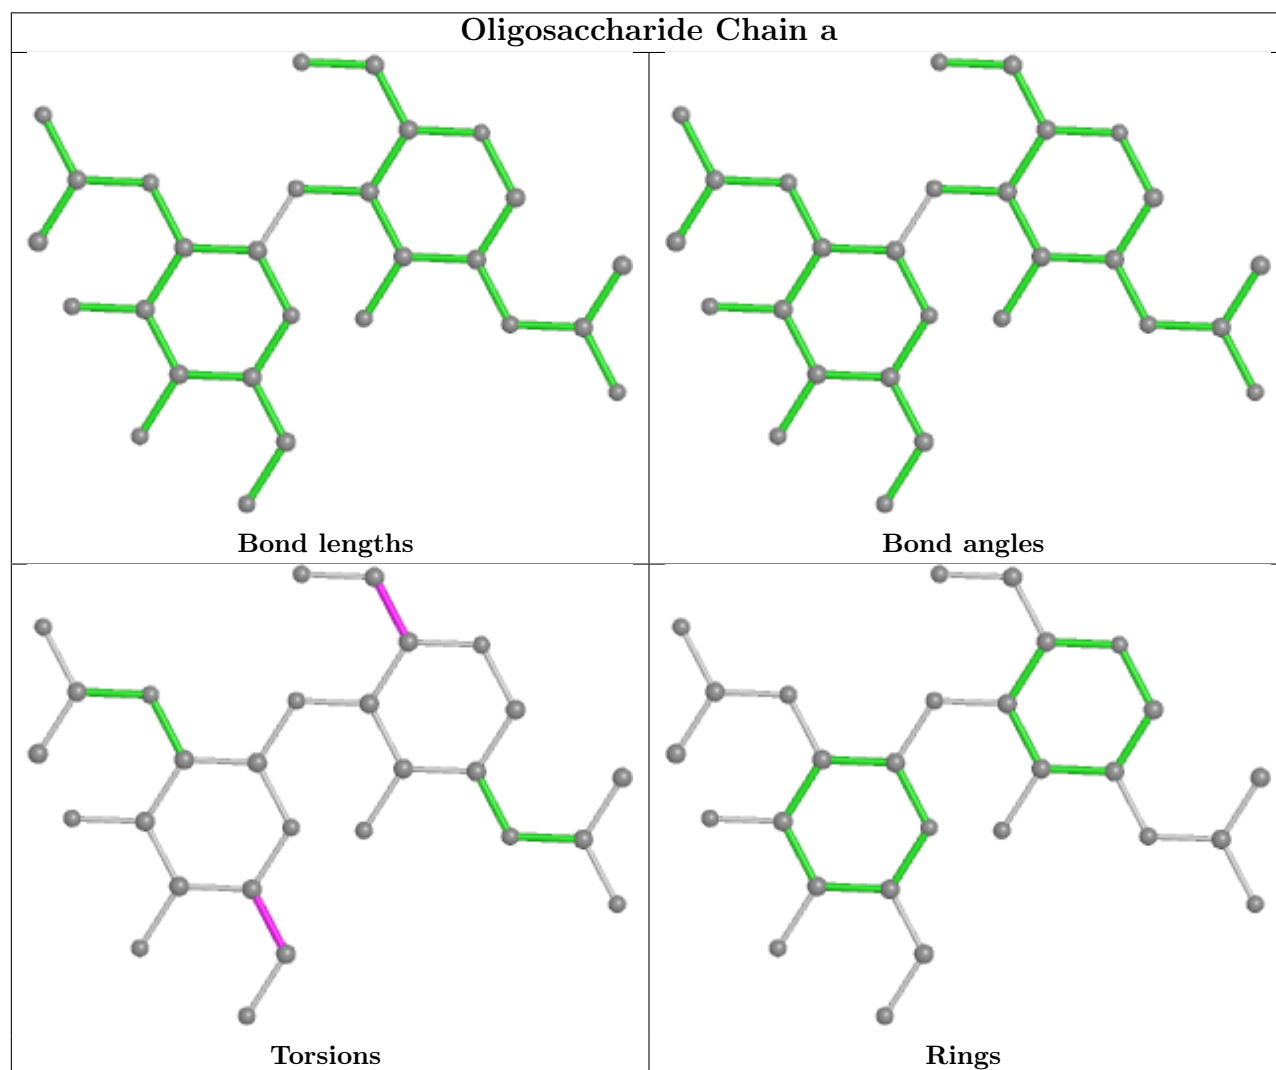 Oligosaccharide Chain a
Bond lengths
Bond angles
Torsions
Rings